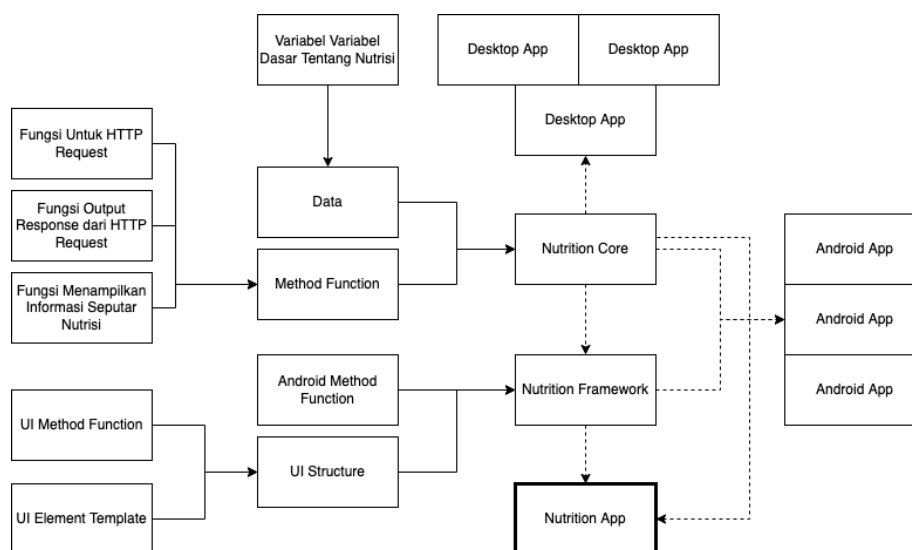 Variabel Variabel
Dasar Tentang Nutrisi
Desktop App
Desktop App
Desktop App
Fungsi Untuk HTTP
Request
Fungsi Output
Response dari HTTP
Request
Fungsi Menampilkan
Informasi Seputar
Nutrisi
Data
Method Function
Nutrition Core
Android App
Android App
Android App
Android Method
Function
Nutrition Framework
UI Method Function
UI Structure
UI Element Template
Nutrition App